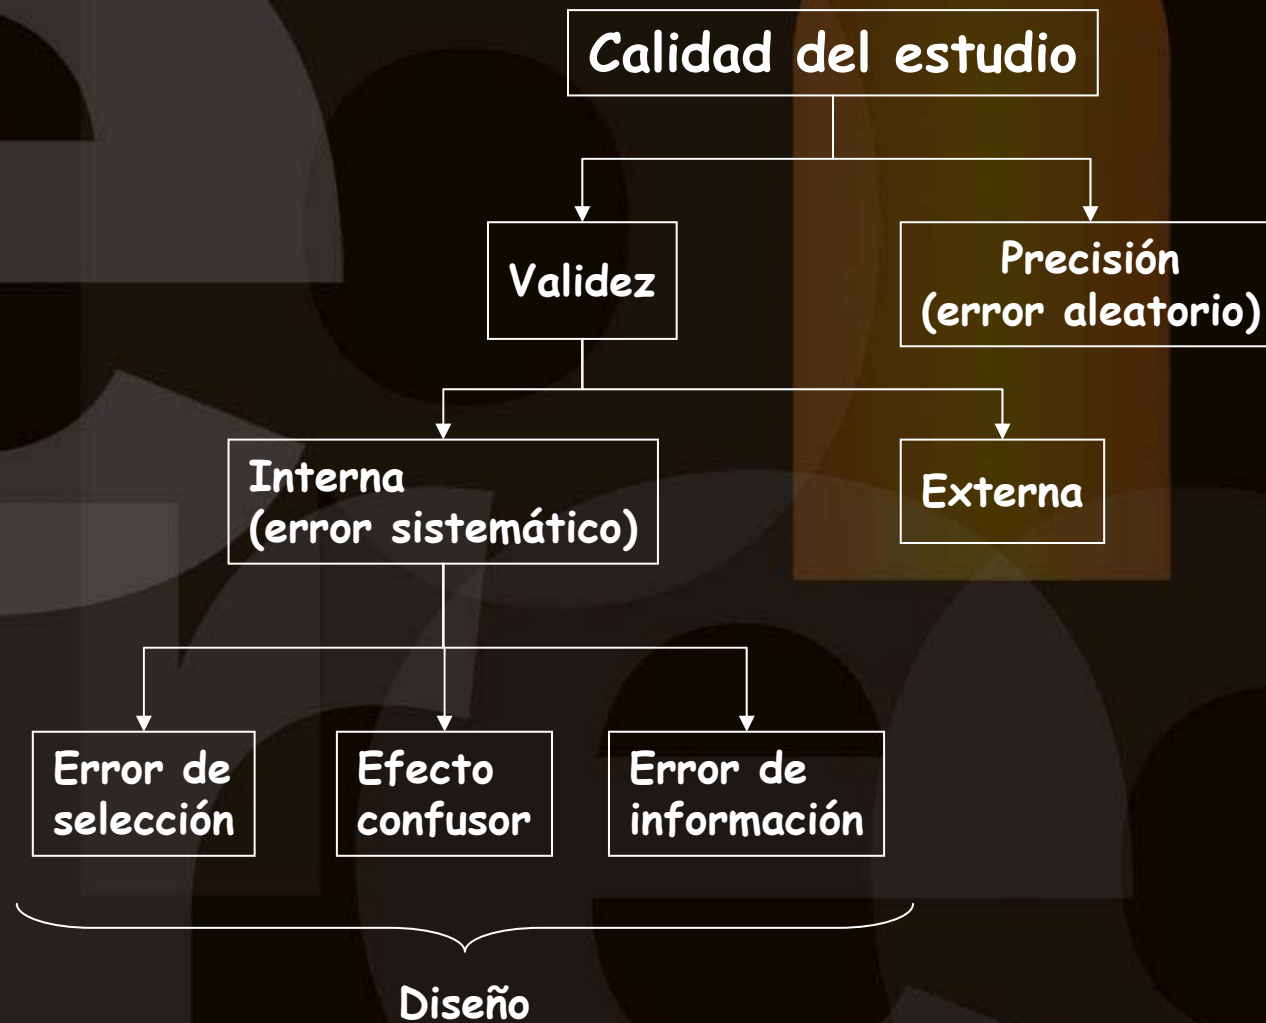 Calidad del estudio
Validez
Precisión
(error aleatorio)
Interna
(error sistemático)
Externa
Error de
selección
Efecto
confusor
Error de
información
Diseño